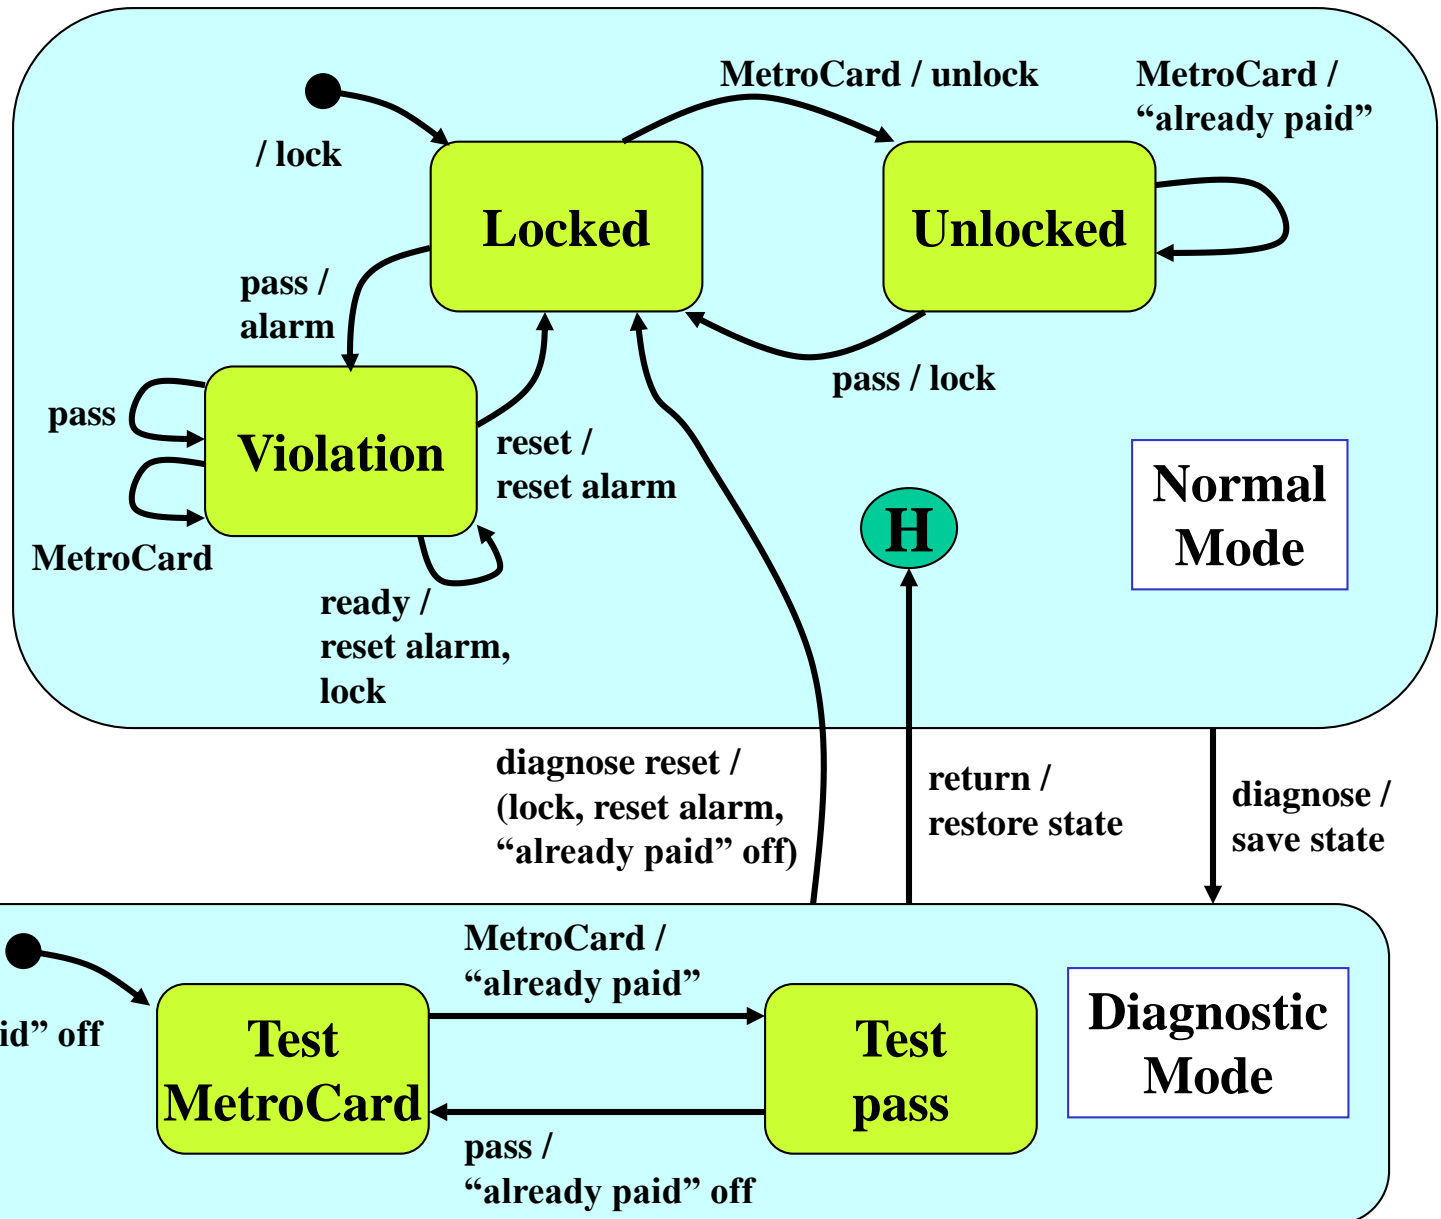 MetroCard / unlock
MetroCard /
“already paid”
/ lock
Locked
Unlocked
pass /
alarm
pass / lock
pass
Violation
reset /
reset alarm
MetroCard
H
Normal
Mode
ready /
reset alarm,
lock
diagnose reset /
(lock, reset alarm,
“already paid” off)
return /
restore state
diagnose /
save state
MetroCard /
“already paid”
id” off
Test
MetroCard
Test
pass
Diagnostic
Mode
pass /
“already paid” off